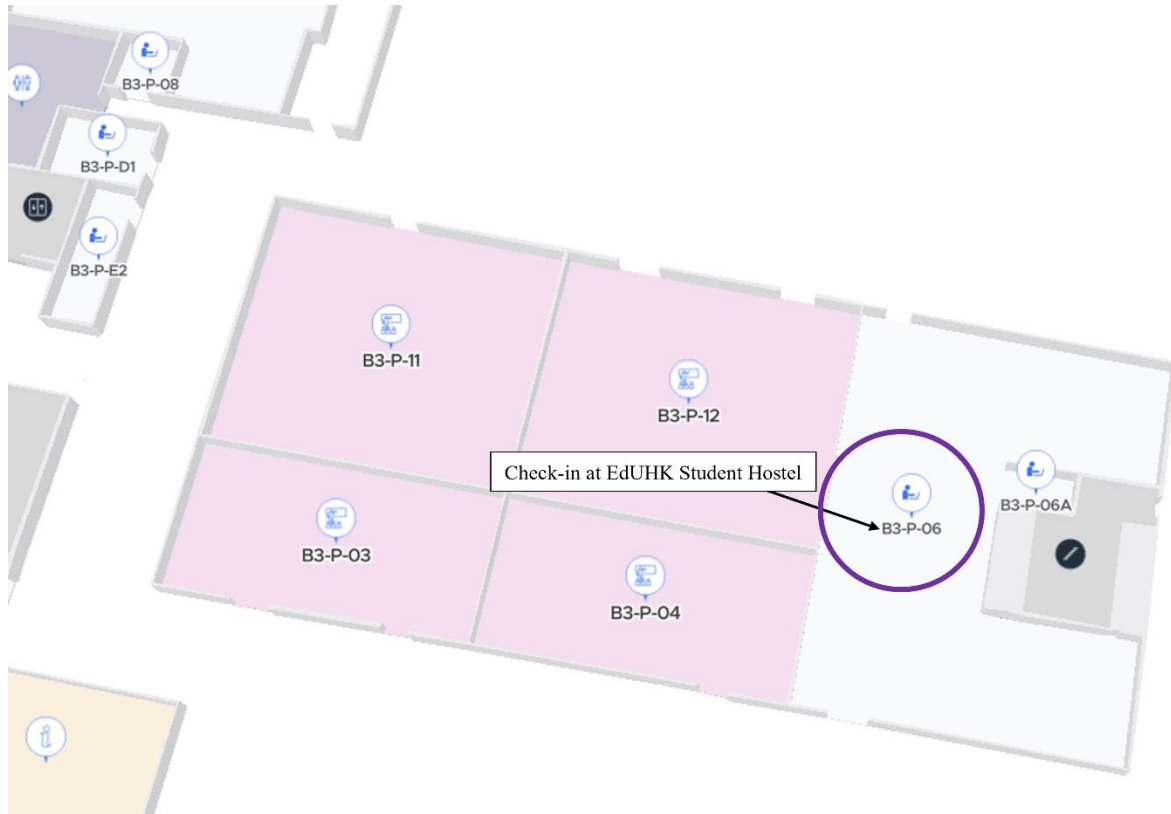 B3-P-08
B3-P-D1
B3-P-E2
B3-P-11
B3-P-12
Check-in at EdUHK Student Hostel
B3-P-06
B3-P-06A
B3-P-03
B3-P-04